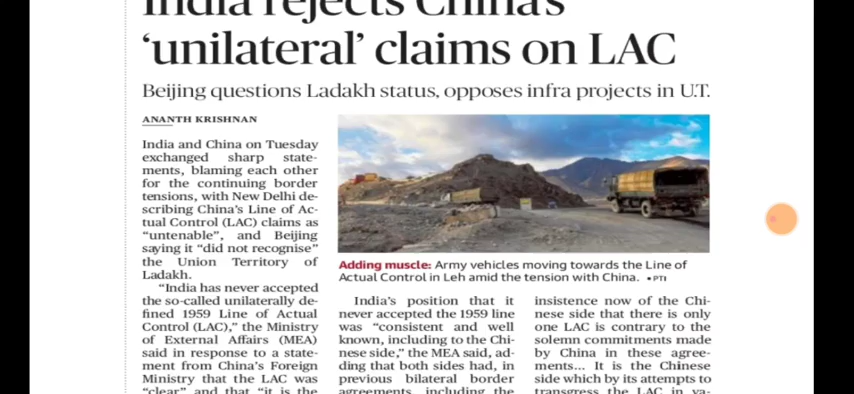 India rejects China's
‘unilateral’ claims on LAC
Beijing questions Ladakh status, opposes infra projects in U.T.
ANANTH KRISHNAN
India and China on Tuesday
exchanged sharp state-
ments, blaming each other
for the continuing border
tensions, with New Delhi de-
scribing China’s Line of Ac-
tual Control (LAC) claims as
“untenable”, and Beijing
saying it “did not recognise”
the Union Territory of
Ladakh.
“India has never accepted
the so-called unilaterally de-
fined 1959 Line of Actual
Control (LAC),” the Ministry
of External Affairs (MEA)
said in response to a state-
ment from China’s Foreign
Ministry that the LAC was
“clear” and that “it is the
Adding muscle: Army vehicles moving towards the Line of
Actual Control in Leh amid the tension with China. • PTI
India’s position that it
never accepted the 1959 line
was “consistent and well
known, including to the Chi-
nese side,” the MEA said, ad-
ding that both sides had, in
previous bilateral border
agreements, including the
insistence now of the Chi-
nese side that there is only
one LAC is contrary to the
solemn commitments made
by China in these agree-
ments... It is the Chinese
side which by its attempts to
transgress the LAC in va-